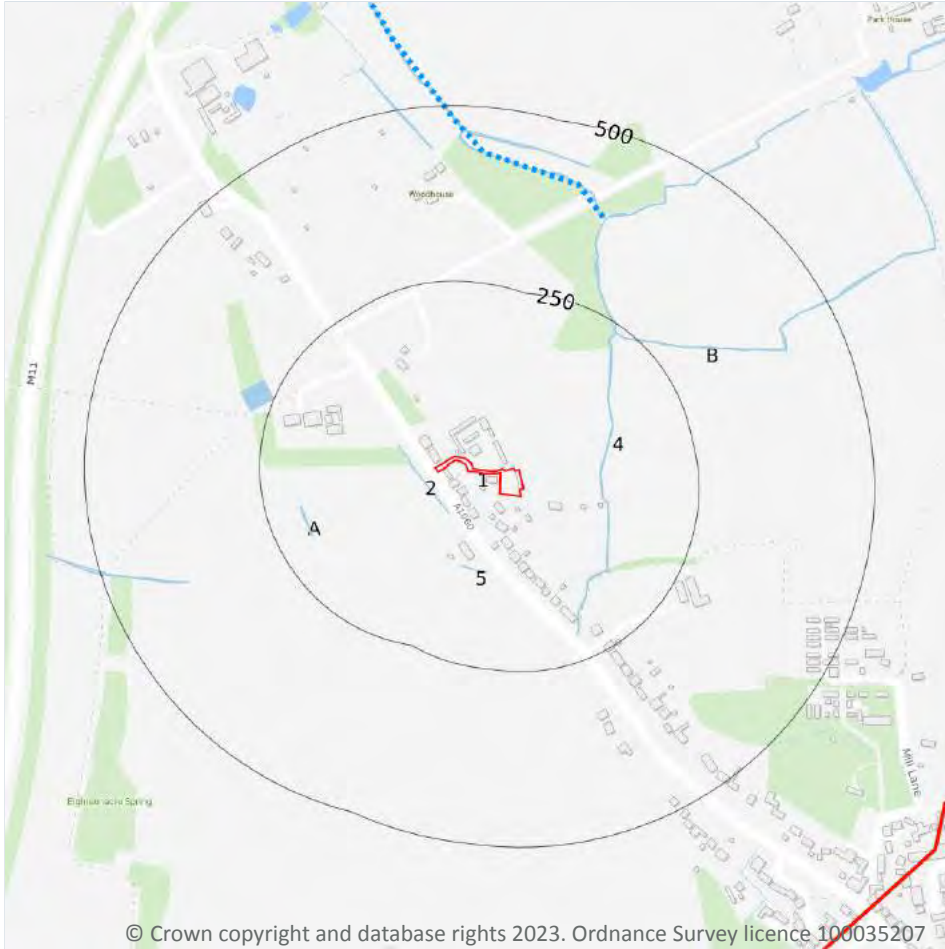 Park House
500
Woodhouse
250
M11
B
4
1
2
A1060
A
5
Mill Lane
Spring
© Crown copyright and database rights 2023. Ordnance Survey licence 100035207